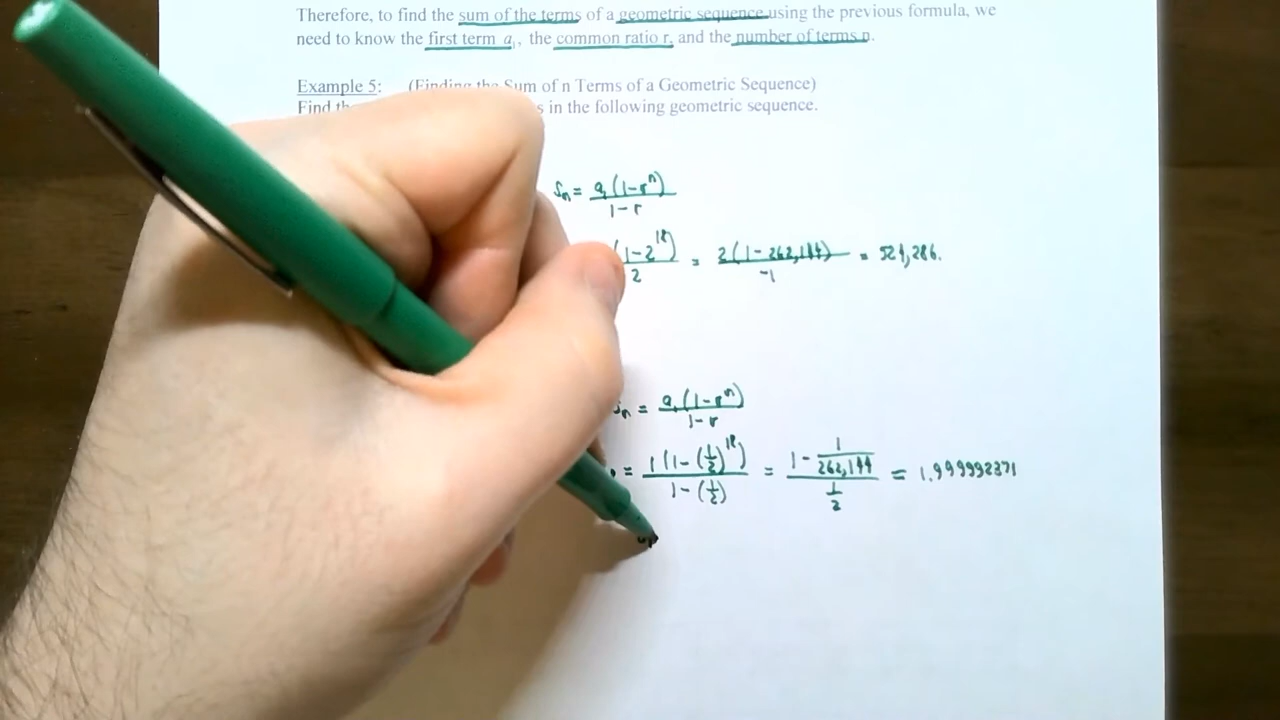 Therefore, to find the sum of the terms of a geometric sequence using the previous formula, we
need to know the first term a₁, the common ratio r, and the number of terms n.
Example 5: (Finding the Sum of n Terms of a Geometric Sequence)
Find in the following geometric sequence.
Sn = a₁(1-rⁿ) / 1-r
(1-2¹⁸) / 2 = 2(1-262,144) / -1 = 524,286.
Sn = a₁(1-rⁿ) / 1-r
= 1(1-(1/2)¹⁸) / 1-(1/2) = 1 - 1/262,144 / 1/2 = 1.999992371